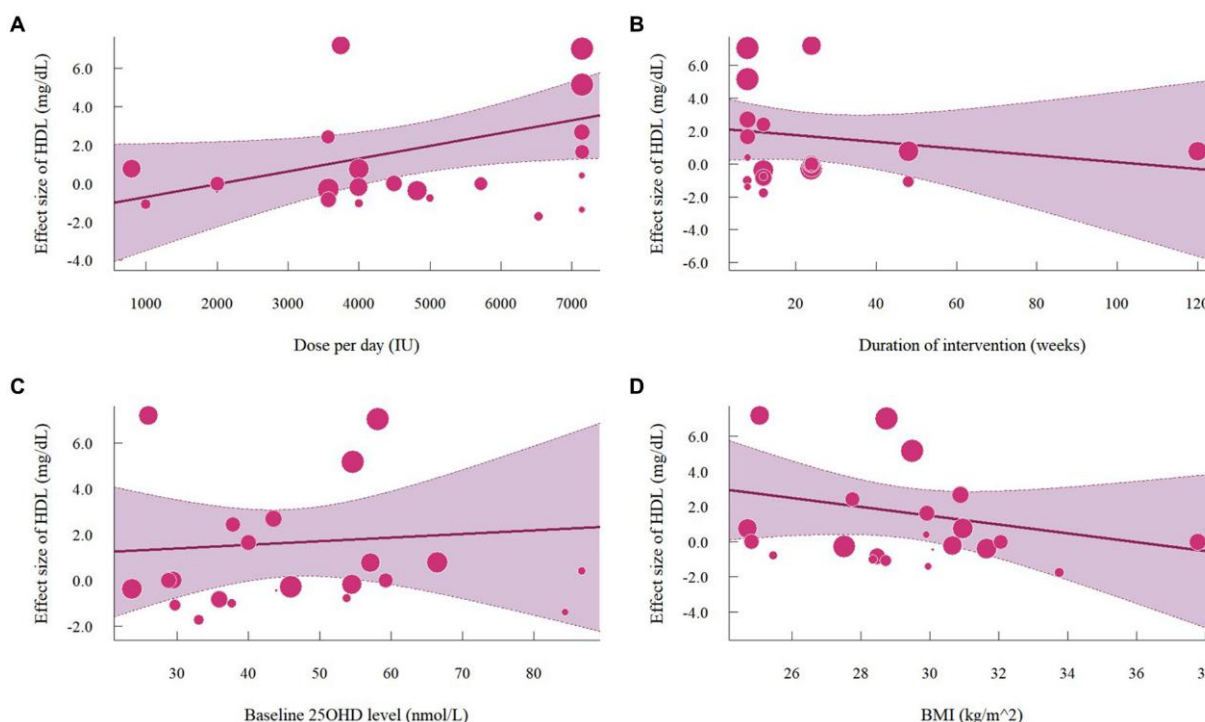 A
Effect size of HDL (mg/dL)
6.0
4.0
2.0
0.0
-2.0
-4.0
1000 2000 3000 4000 5000 6000 7000
Dose per day (IU)
B
Effect size of HDL (mg/dL)
6.0
4.0
2.0
0.0
-2.0
-4.0
-6.0
20 40 60 80 100 120
Duration of intervention (weeks)
C
Effect size of HDL (mg/dL)
6.0
4.0
2.0
0.0
-2.0
30 40 50 60 70 80
Baseline 25OHD level (nmol/L)
D
Effect size of HDL (mg/dL)
6.0
4.0
2.0
0.0
-2.0
-4.0
26 28 30 32 34 36
BMI (kg/m^2)